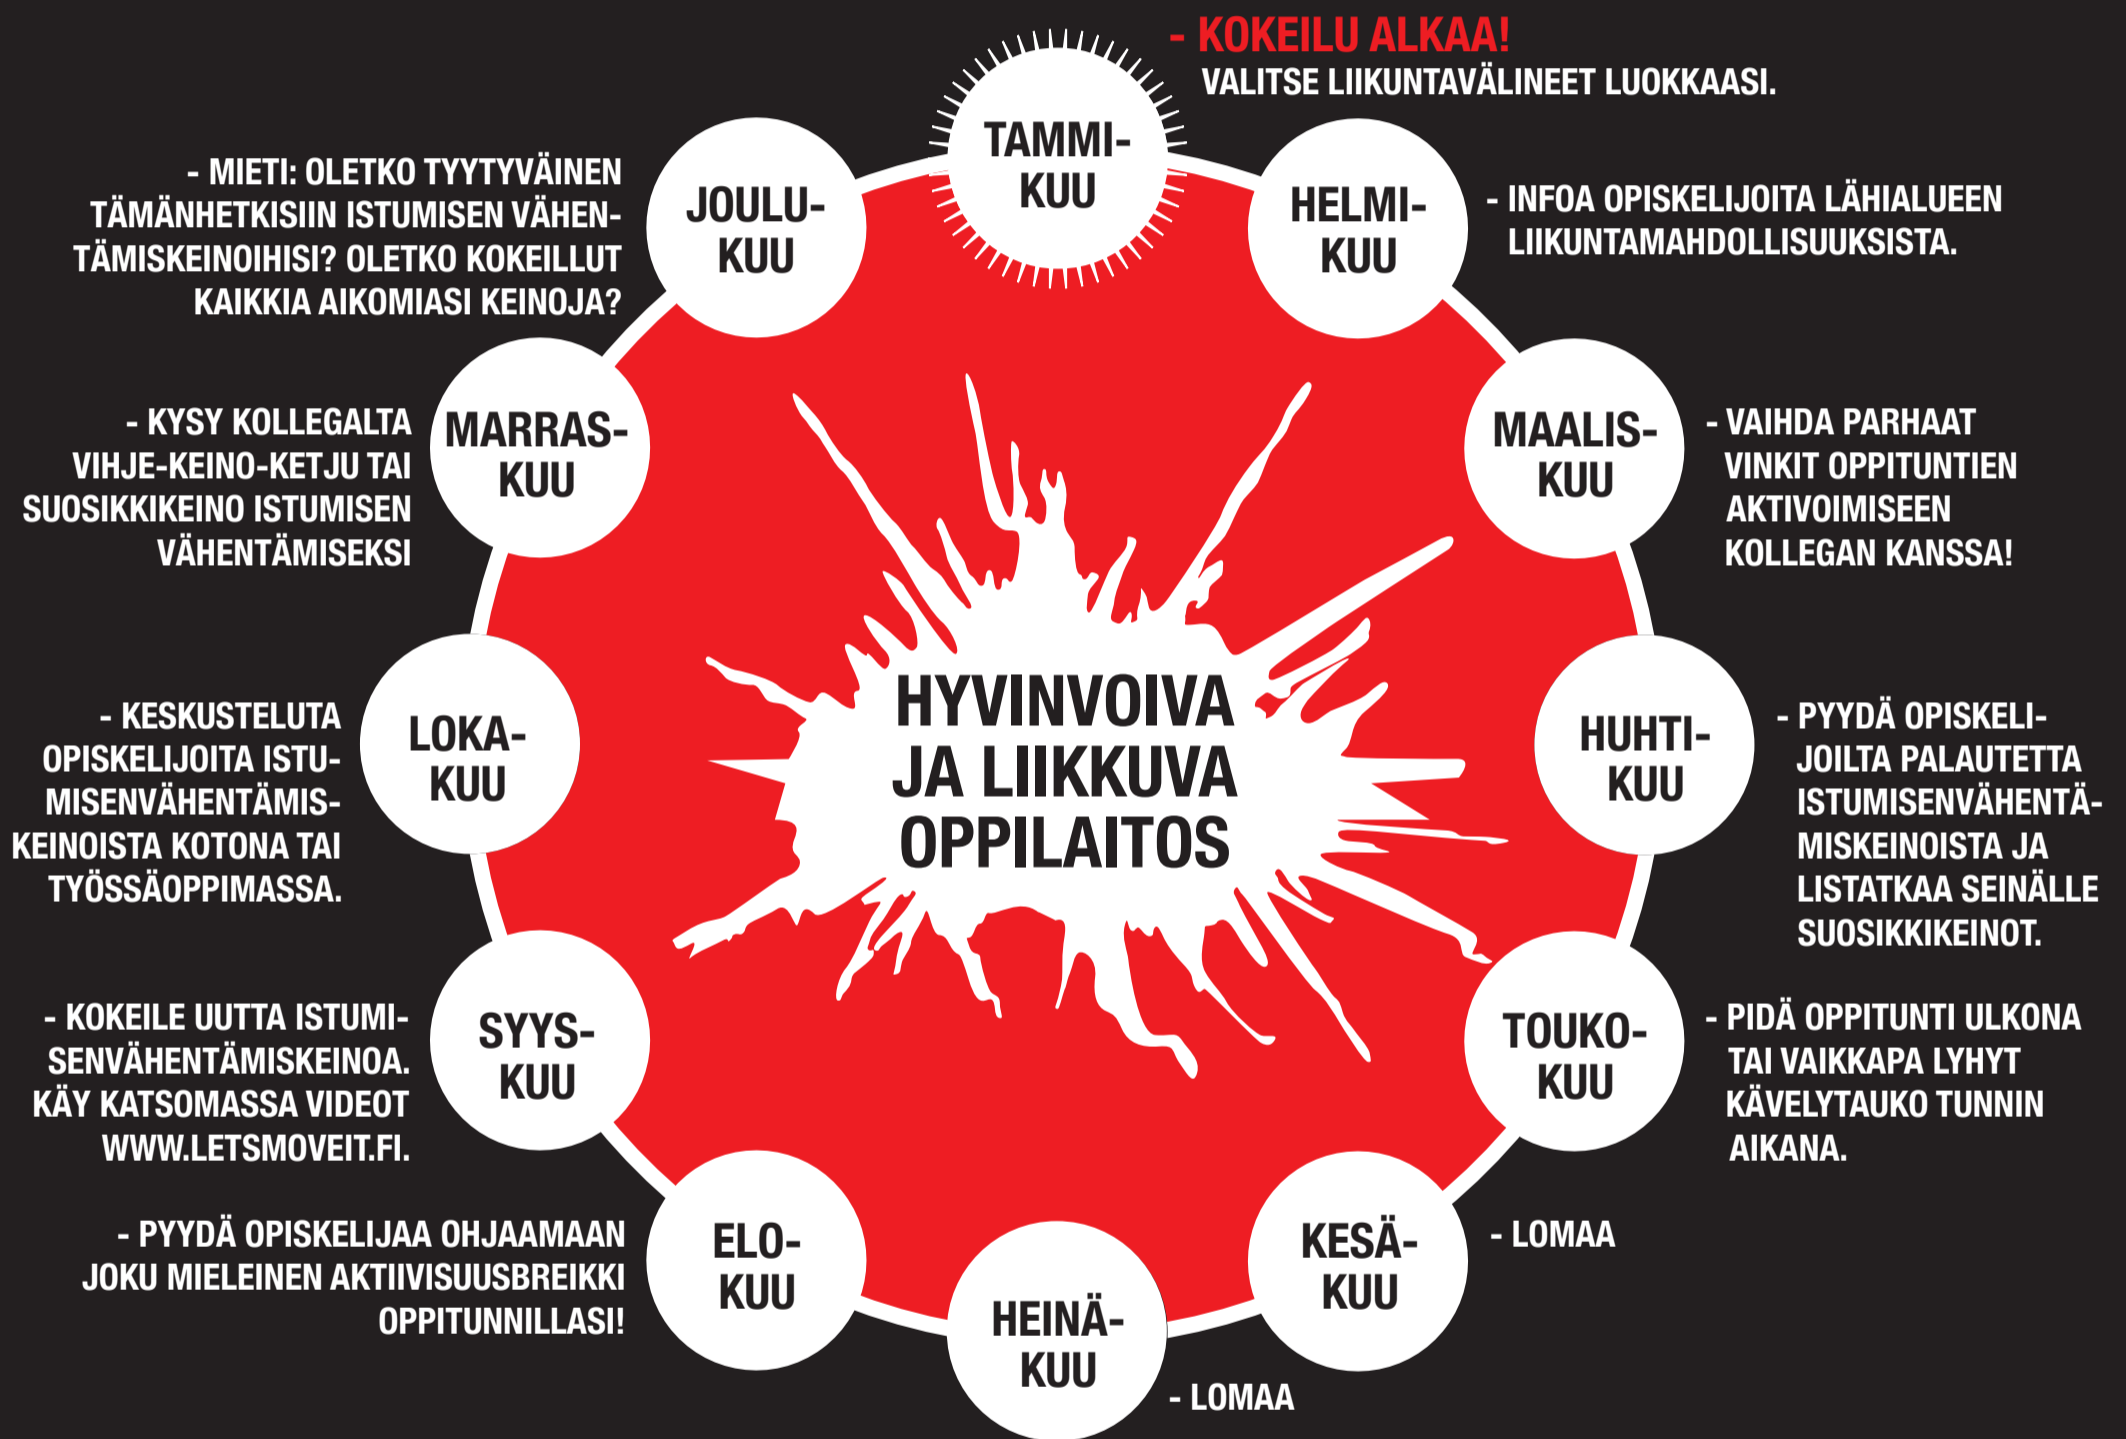 - KOKEILU ALKAA!
VALITSE LIIKUNTAVÄLINEET LUOKKAASI.
TAMMI-
KUU
HELMI-
KUU
- INFOA OPISKELIJOITA LÄHIALUEEN
LIIKUNTAMAHDOLLISUUKSISTA.
MAALIS-
KUU
- VAIHDA PARHAAT
VINKIT OPPITUNTIEN
AKTIVOIMISEEN
KOLLEGAN KANSSA!
HUHTI-
KUU
- PYYDÄ OPISKELI-
JOILTA PALAUTETTA
ISTUMISENVÄHENTÄ-
MISKEINOISTA JA
LISTATKAA SEINÄLLE
SUOSIKKIKEINOT.
TOUKO-
KUU
- PIDÄ OPPITUNTI ULKONA
TAI VAIKKAPA LYHYT
KÄVELYTAUKO TUNNIN
AIKANA.
KESÄ-
KUU
- LOMAA
HEINÄ-
KUU
- LOMAA
ELO-
KUU
- PYYDÄ OPISKELIJAA OHJAAMAAN
JOKU MIELEINEN AKTIIVISUUSBREIKKI
OPPITUNNILLASI!
SYYS-
KUU
- KOKEILE UUTTA ISTUMI-
SENVÄHENTÄMISKEINOA.
KÄY KATSOMASSA VIDEOT
WWW.LETSMOVEIT.FI.
LOKA-
KUU
- KESKUSTELUTA
OPISKELIJOITA ISTU-
MISENVÄHENTÄMIS-
KEINOISTA KOTONA TAI
TYÖSSÄOPPIMASSA.
MARRAS-
KUU
- KYSY KOLLEGALTA
VIHJE-KEINO-KETJU TAI
SUOSIKKIKEINO ISTUMISEN
VÄHENTÄMISEKSI
JOULU-
KUU
- MIETI: OLETKO TYYTYVÄINEN
TÄMÄNHETKISIIN ISTUMISEN VÄHEN-
TÄMISKEINOIHISI? OLETKO KOKEILLUT
KAIKKIA AIKOMIASI KEINOJA?
HYVINVOIVA
JA LIIKKUVA
OPPILAITOS